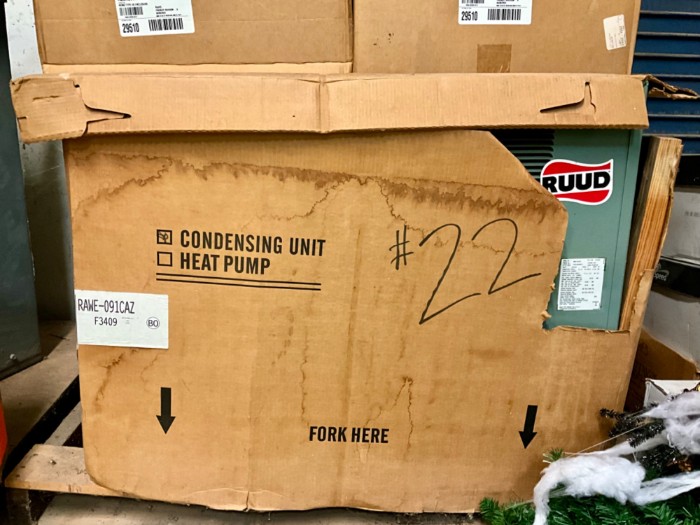 29510
29510
RUUD
CONDENSING UNIT
HEAT PUMP
#22
RAWE-091CAZ
F3409
BO
FORK HERE